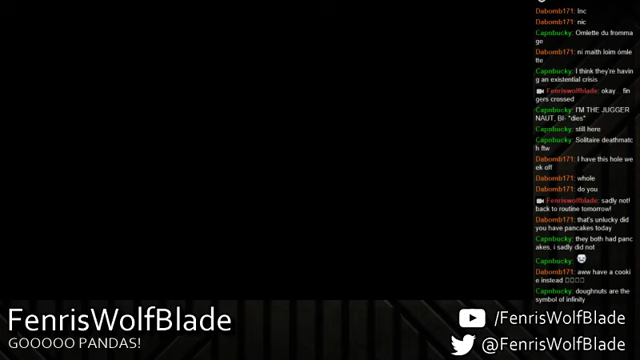 Dabomb171: Inc
Dabomb171: nic
Capnbucky: Omlette du fromma
ge
Dabomb171: ní maith loim ómle
tte
Capnbucky: I think they're havin
g an existential crisis
Fenriswolfblade: okay fin
gers crossed
Capnbucky: I'M THE JUGGER
NAUT, BI- *dies*
Capnbucky: still here
Capnbucky: Solitaire deathmatc
h ftw
Dabomb171: I have this hole we
ek off
Dabomb171: whole
Dabomb171: do you
Fenriswolfblade: sadly not!
back to routine tomorrow!
Dabomb171: that's unlucky did
you have pancakes today
Capnbucky: they both had panc
akes, i sadly did not
Capnbucky:
Dabomb171: aww have a cooki
e instead
Capnbucky: doughnuts are the
symbol of infinity
FenrisWolfBlade
GOOOOO PANDAS!
/FenrisWolfBlade
@FenrisWolfBlade